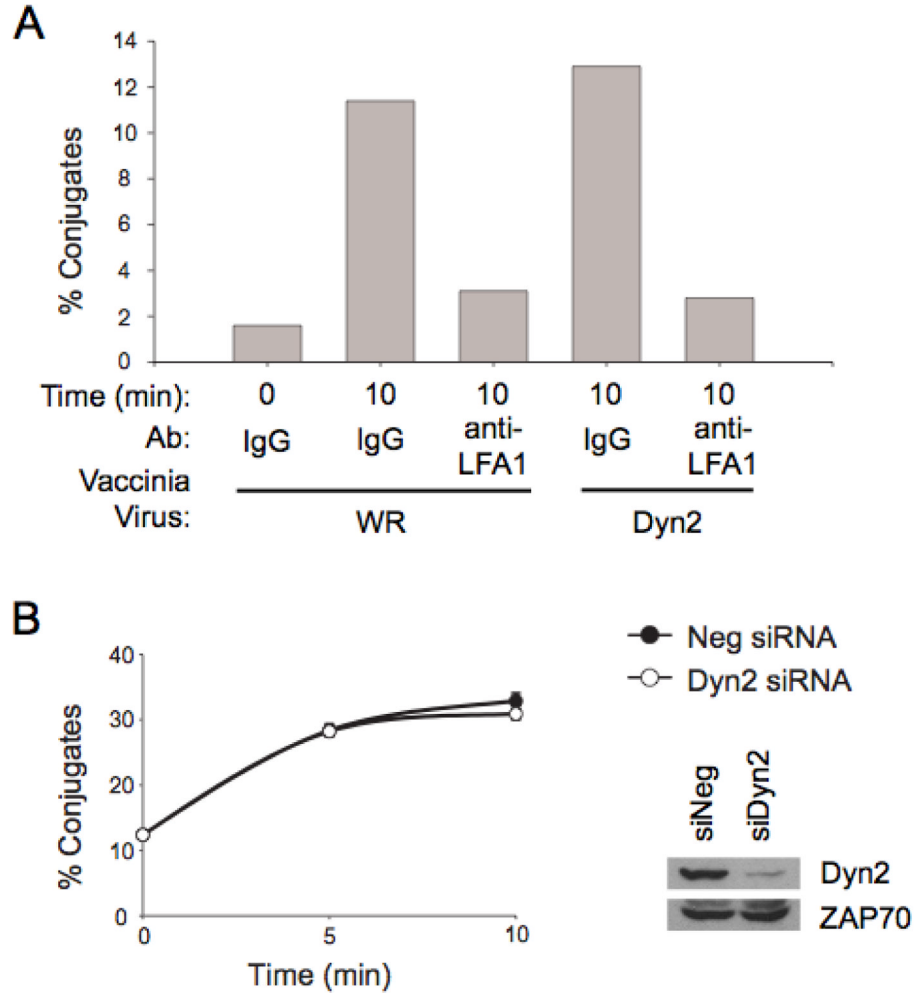 A
14
12
10
8
6
4
2
0
% Conjugates
Time (min): 0 10 10 10 10
Ab: IgG IgG anti-LFA1 IgG anti-LFA1
Vaccinia Virus: WR Dyn2
B
40
30
20
10
0
% Conjugates
0 5 10
Time (min)
Neg siRNA
Dyn2 siRNA
siNeg siDyn2
Dyn2
ZAP70